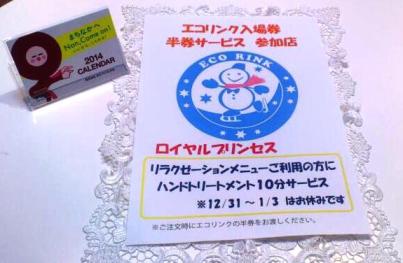 まちなかへ
Non,Come on!
2014
CALENDAR
エコリンク入場券
半券サービス 参加店
ECO RINK
ロイヤルプリンセス
リラクゼーションメニューご利用の方に
ハンドトリートメント10分サービス
※12/31～1/3 はお休みです
※ご注文時にエコリンクの半券をお渡しください。